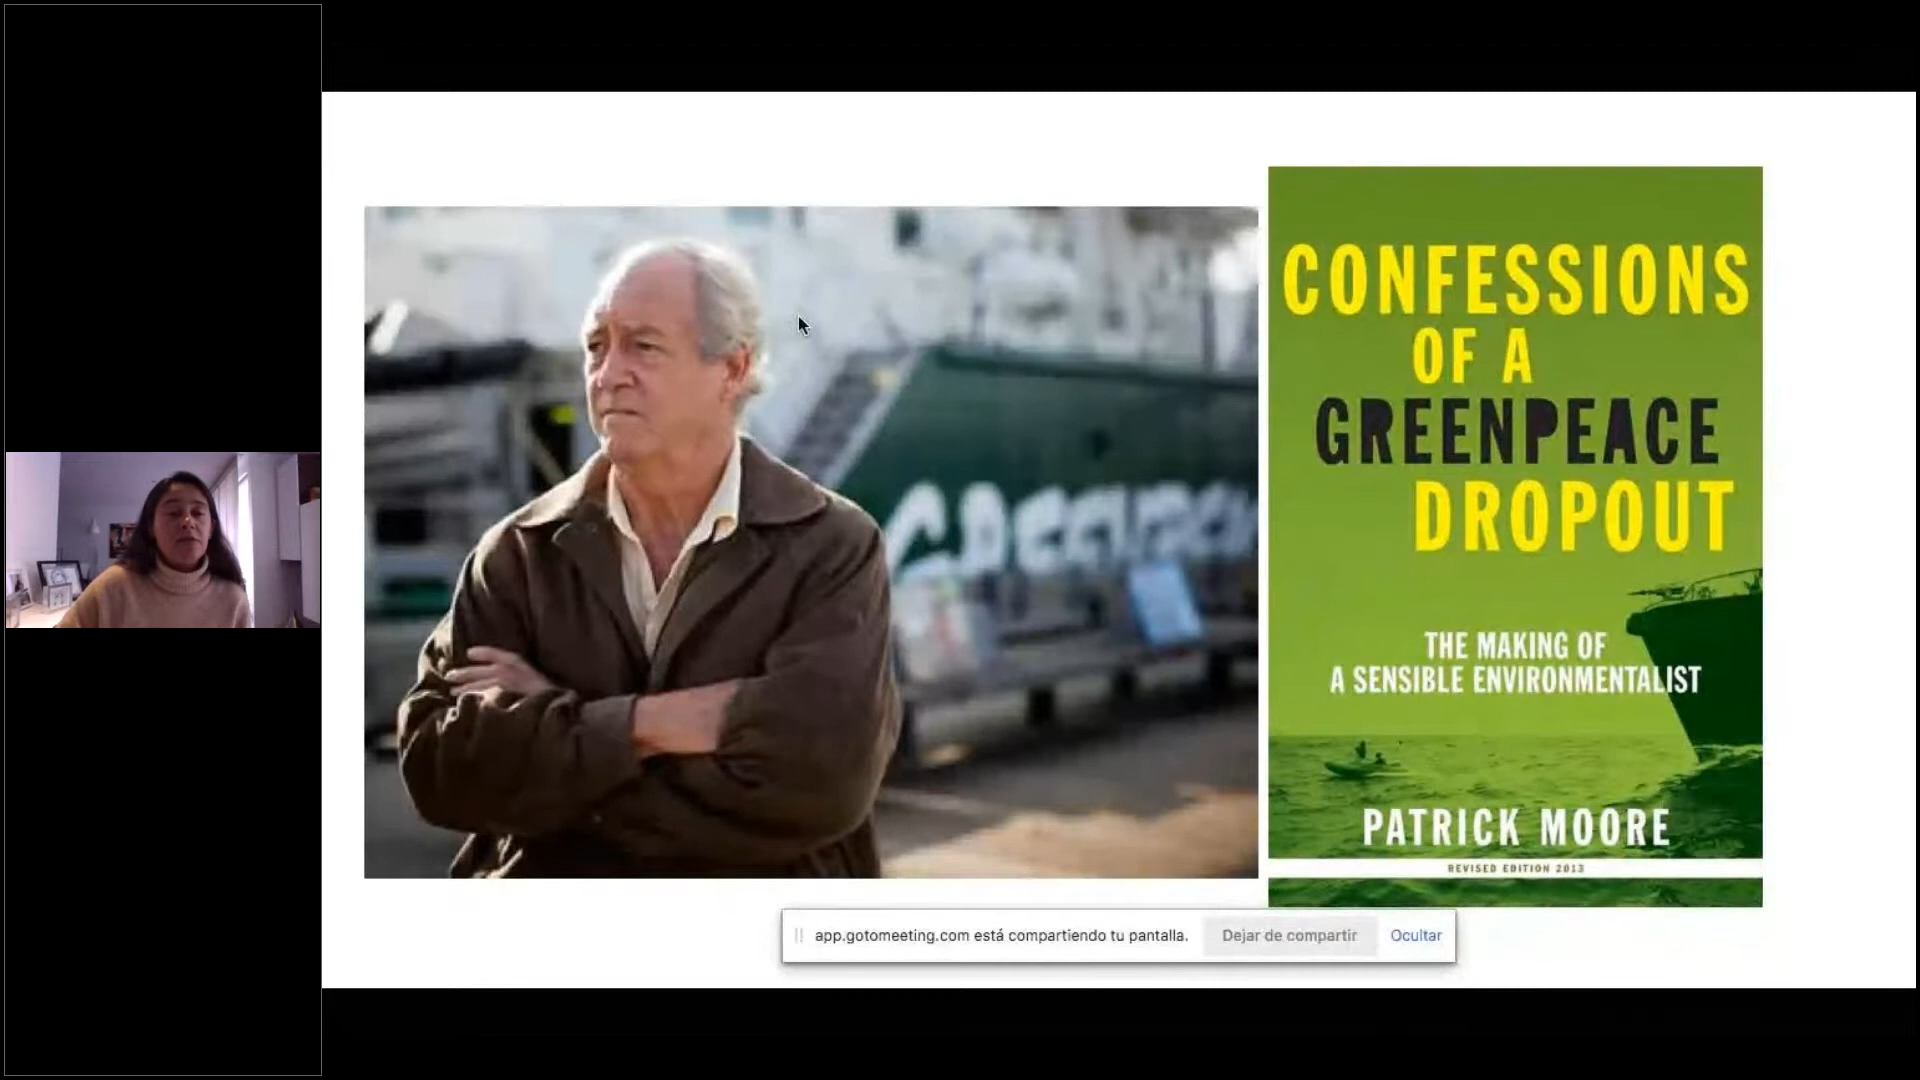 CONFESSIONS
OF A
GREENPEACE
DROPOUT
THE MAKING OF
A SENSIBLE ENVIRONMENTALIST
PATRICK MOORE
REVISED EDITION 2013
app.gotomeeting.com está compartiendo tu pantalla.
Dejar de compartir
Ocultar